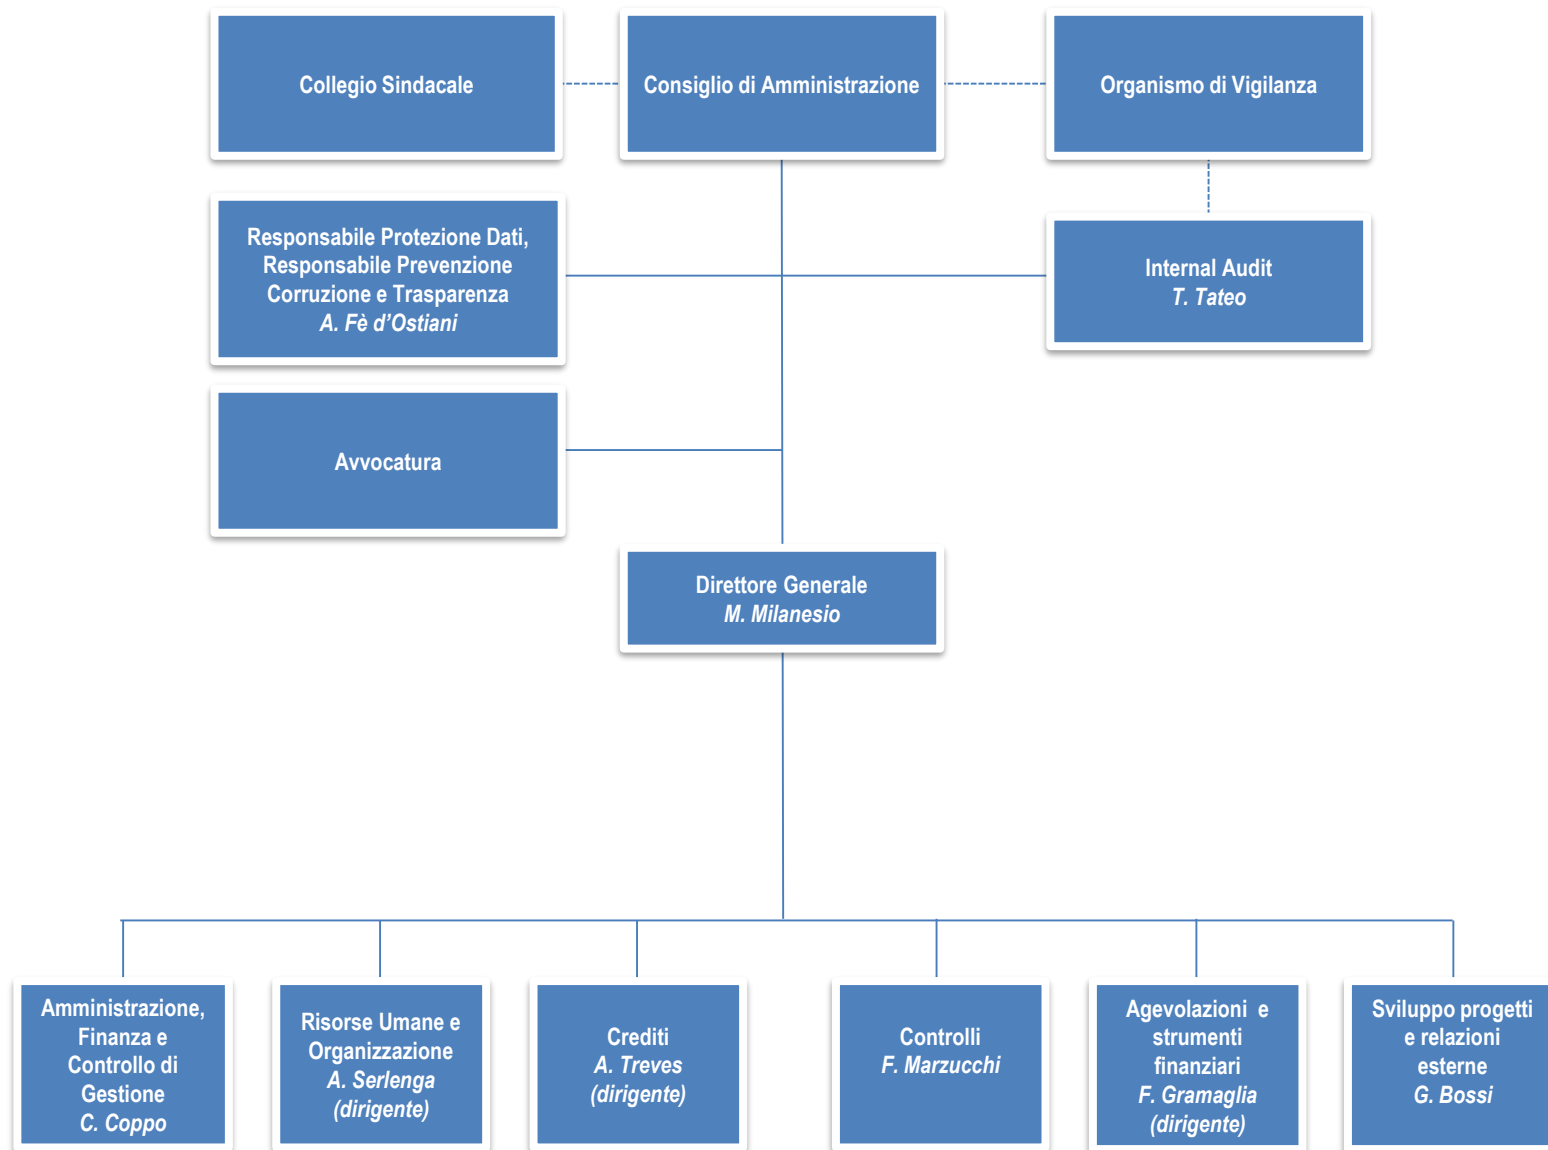 Collegio Sindacale
Consiglio di Amministrazione
Organismo di Vigilanza
Responsabile Protezione Dati,
Responsabile Prevenzione
Corruzione e Trasparenza
A. Fè d’Ostiani
Internal Audit
T. Tateo
Avvocatura
Direttore Generale
M. Milanesio
Amministrazione,
Finanza e
Controllo di
Gestione
C. Coppo
Risorse Umane e
Organizzazione
A. Serlenga
(dirigente)
Crediti
A. Treves
(dirigente)
Controlli
F. Marzucchi
Agevolazioni e
strumenti
finanziari
F. Gramaglia
(dirigente)
Sviluppo progetti
e relazioni
esterne
G. Bossi